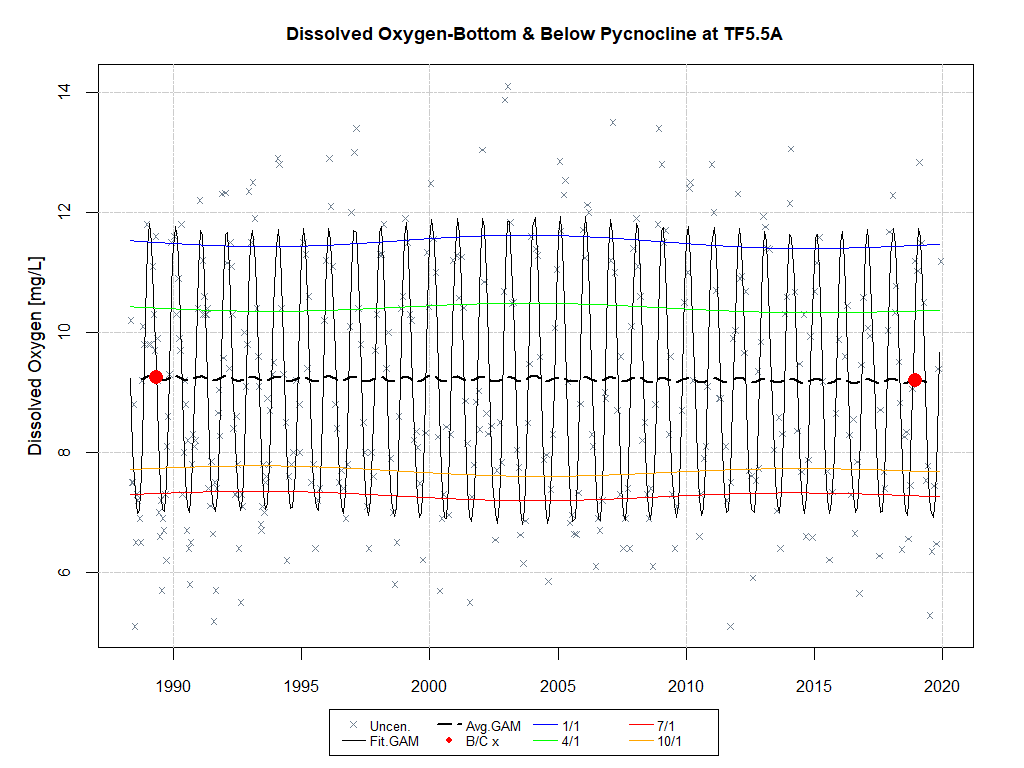 Dissolved Oxygen-Bottom & Below Pycnocline at TF5.5A
Dissolved Oxygen [mg/L]
14
12
10
8
6
1990 1995 2000 2005 2010 2015 2020
Uncen. Avg.GAM 1/1 7/1
Fit.GAM B/C x 4/1 10/1